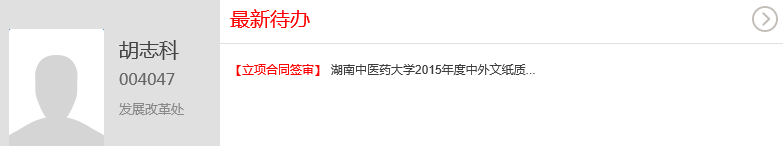 胡志科
004047
发展改革处
最新待办
【立项合同签审】 湖南中医药大学2015年度中外文纸质...